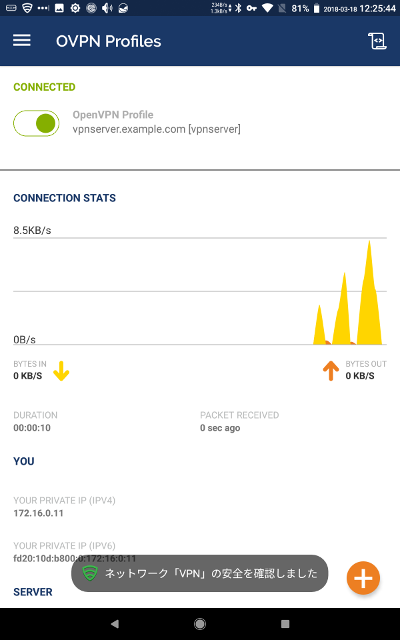 234B/s
1.3kB/s
81%
2018-03-18 12:25:44
OVPN Profiles
CONNECTED
OpenVPN Profile
vpnserver.example.com [vpnserver]
CONNECTION STATS
8.5KB/s
0B/s
BYTES IN
0 KB/S
BYTES OUT
0 KB/S
DURATION
00:00:10
PACKET RECEIVED
0 sec ago
YOU
YOUR PRIVATE IP (IPV4)
172.16.0.11
YOUR PRIVATE IP (IPV6)
fd20:10d:b800:0:172:16:0:11
ネットワーク「VPN」の安全を確認しました
SERVER